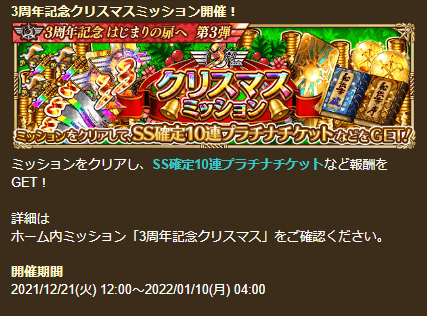 3周年記念クリスマスミッション開催！
3周年記念 はじまりの扉へ 第3弾
クリスマス
ミッション
ミッションをクリアして、SS確定10連プラチナチケットなどをGET!
ミッションをクリアし、SS確定10連プラチナチケットなど報酬を
GET！
詳細は
ホーム内ミッション「3周年記念クリスマス」をご確認ください。
開催期間
2021/12/21(火) 12:00～2022/01/10(月) 04:00